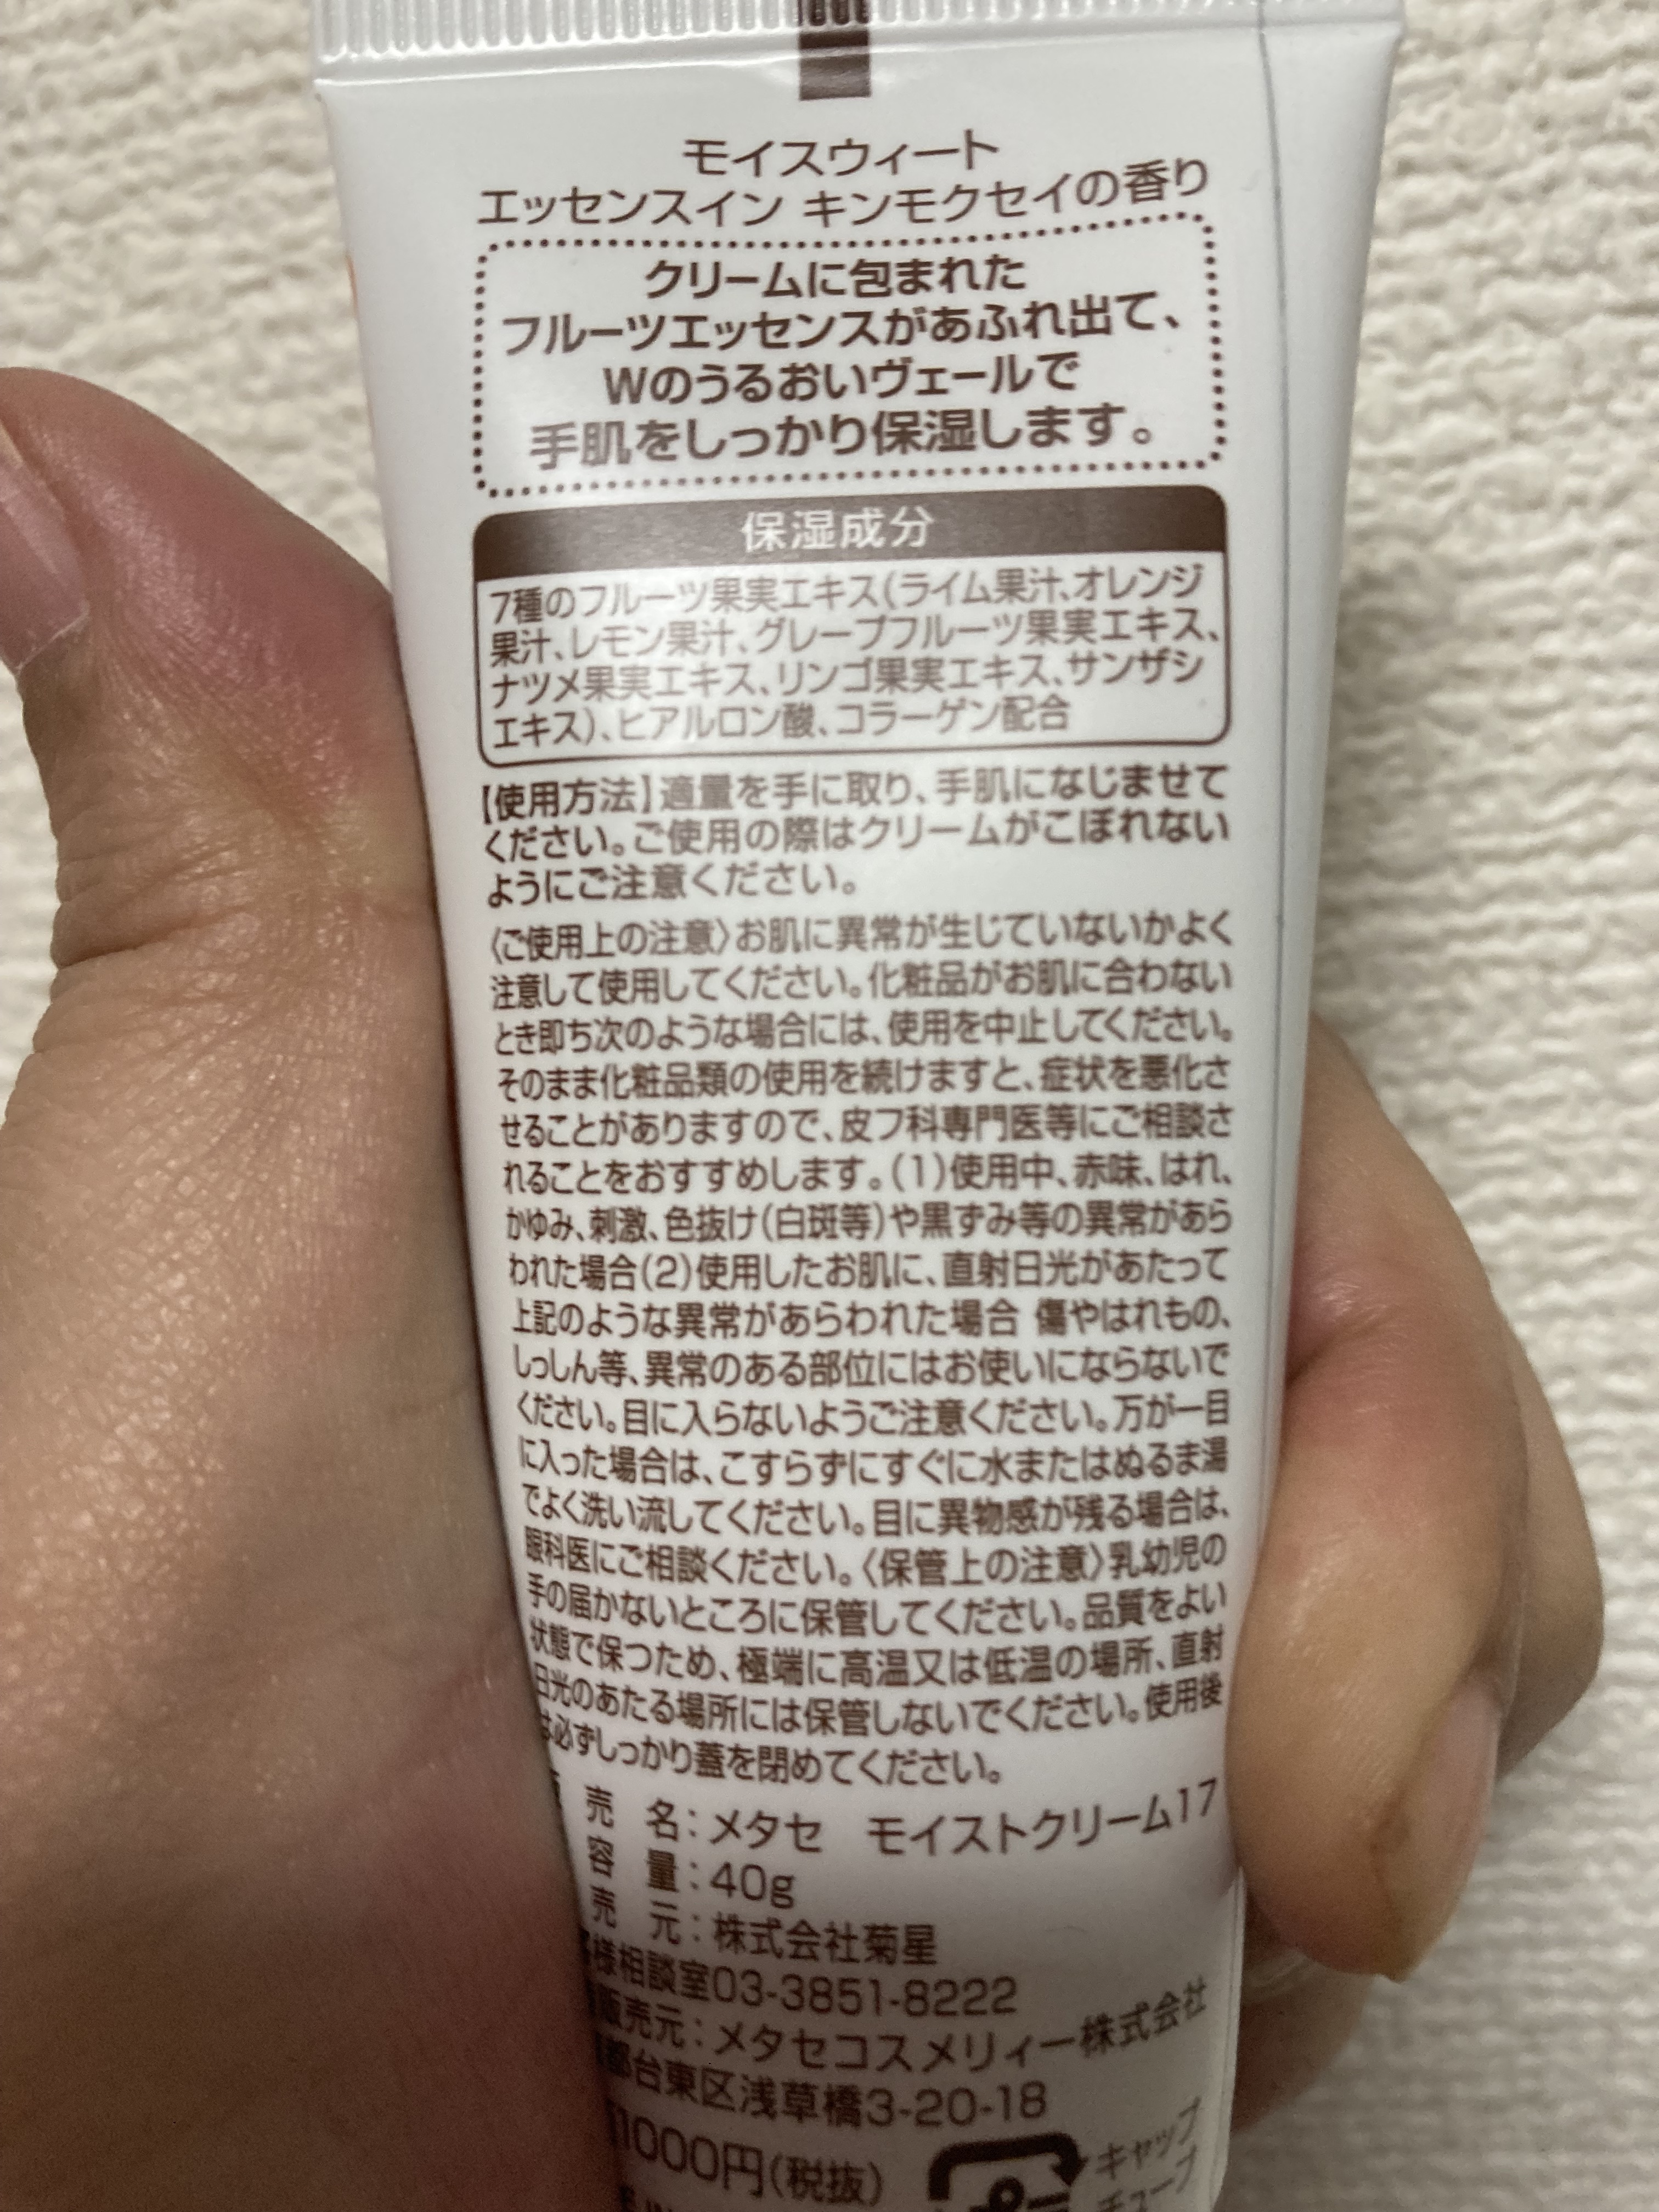 モイスウィート
エッセンスイン キンモクセイの香り
クリームに包まれた
フルーツエッセンスがあふれ出て、
Wのうるおいヴェールで
手肌をしっかり保湿します。
保湿成分
7種のフルーツ果実エキス(ライム果汁、オレンジ
果汁、レモン果汁、グレープフルーツ果実エキス、
ナツメ果実エキス、リンゴ果実エキス、サンザシ
エキス)、ヒアルロン酸、コラーゲン配合
【使用方法】適量を手に取り、手肌になじませて
ください。ご使用の際はクリームがこぼれない
ようにご注意ください。
〈ご使用上の注意〉お肌に異常が生じていないかよく
注意して使用してください。化粧品がお肌に合わない
とき即ち次のような場合には、使用を中止してください。
そのまま化粧品類の使用を続けますと、症状を悪化さ
せることがありますので、皮フ科専門医等にご相談さ
れることをおすすめします。(1)使用中、赤味、はれ、
かゆみ、刺激、色抜け(白斑等)や黒ずみ等の異常があら
われた場合(2)使用したお肌に、直射日光があたって
上記のような異常があらわれた場合 傷やはれもの、
しっしん等、異常のある部位にはお使いにならないで
ください。目に入らないようご注意ください。万が一目
に入った場合は、こすらずにすぐに水またはぬるま湯
でよく洗い流してください。目に異物感が残る場合は、
眼科医にご相談ください。〈保管上の注意〉乳幼児の
手の届かないところに保管してください。品質をよい
状態で保つため、極端に高温又は低温の場所、直射
日光のあたる場所には保管しないでください。使用後
は必ずしっかり蓋を閉めてください。
売 名：メタセ モイストクリーム17
容 量：40g
売 元：株式会社菊星
様相談室03-3851-8222
販売元：メタセコスメリィー株式会社
都台東区浅草橋3-20-18
1000円(税抜)
キャップ
チューブ